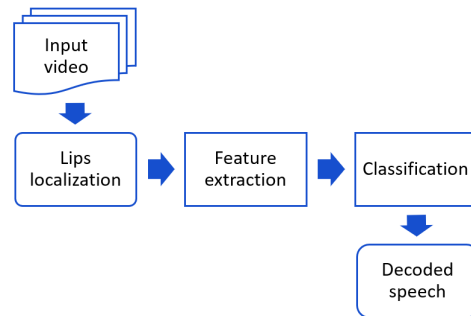 Input
video
Lips
localization
Feature
extraction
Classification
Decoded
speech